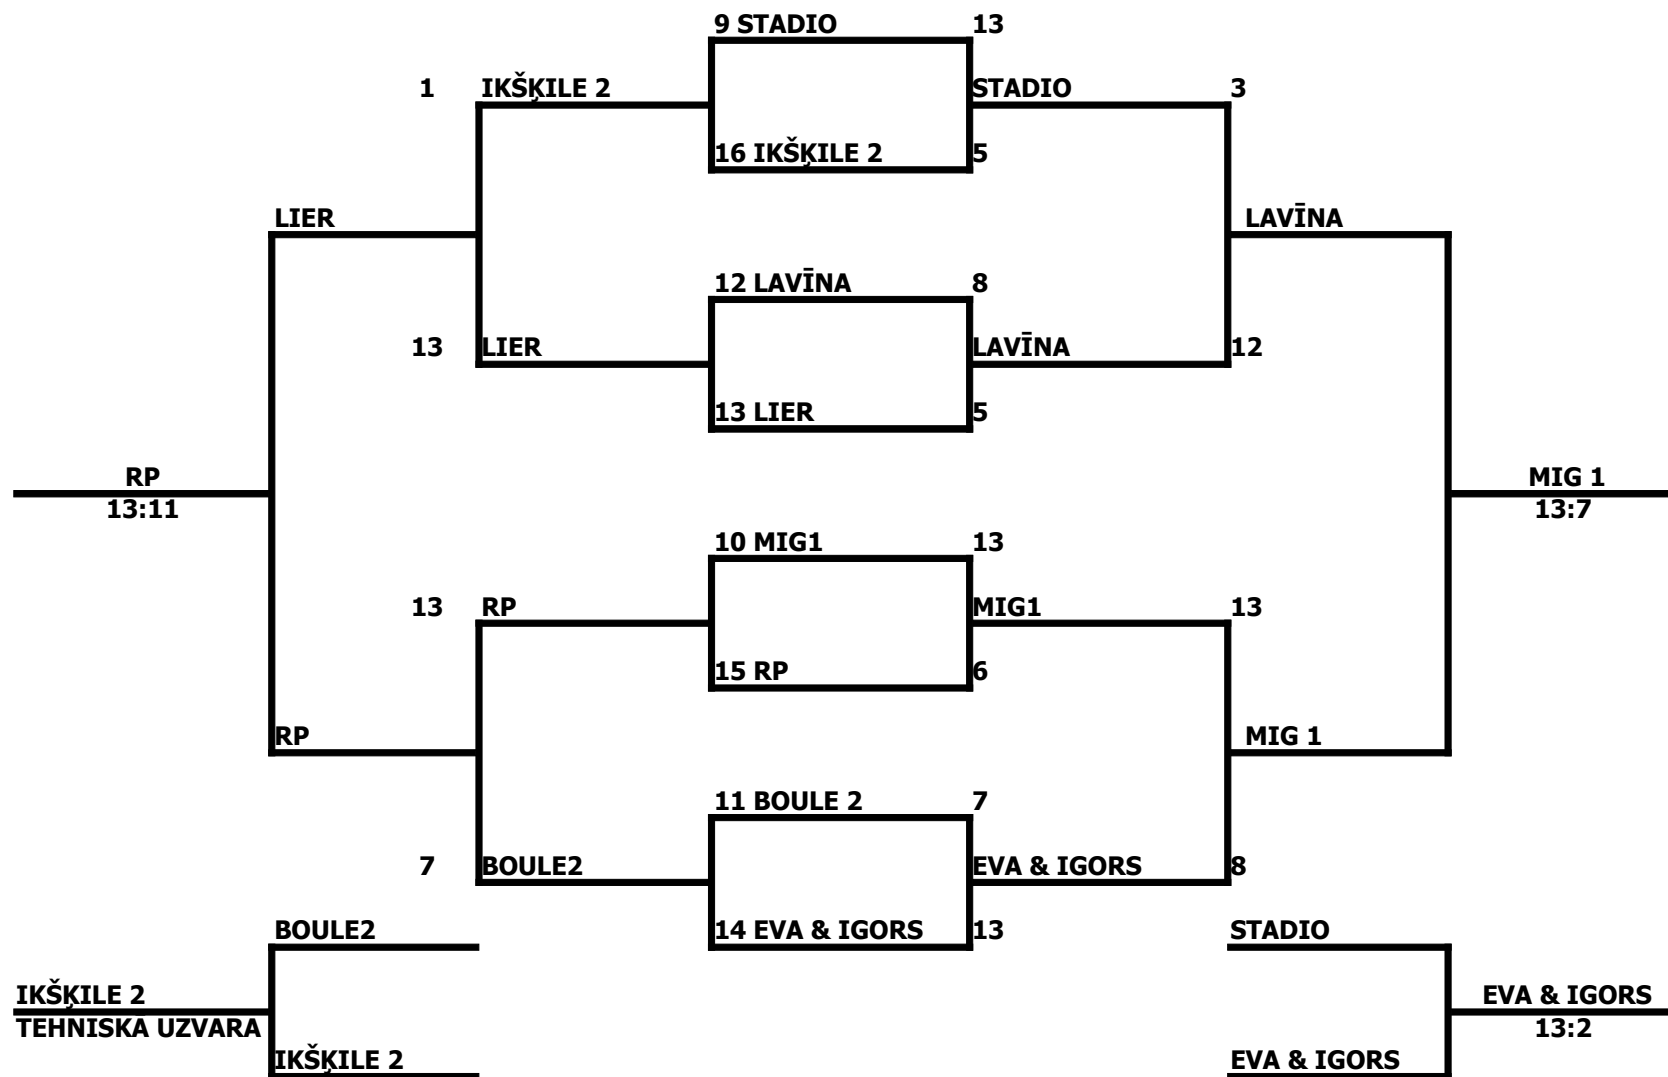 9 STADIO 13
1 IKŠĶILE 2 STADIO 3
16 IKŠĶILE 2 5
LIER LAVĪNA
12 LAVĪNA 8
13 LIER LAVĪNA 12
13 LIER 5
RP MIG 1
13:11 13:7
10 MIG1 13
13 RP MIG1 13
15 RP 6
RP MIG 1
11 BOULE 2 7
7 BOULE2 EVA & IGORS 8
BOULE2 14 EVA & IGORS 13 STADIO
IKŠĶILE 2 EVA & IGORS
TEHNISKĀ UZVARA 13:2
IKŠĶILE 2 EVA & IGORS